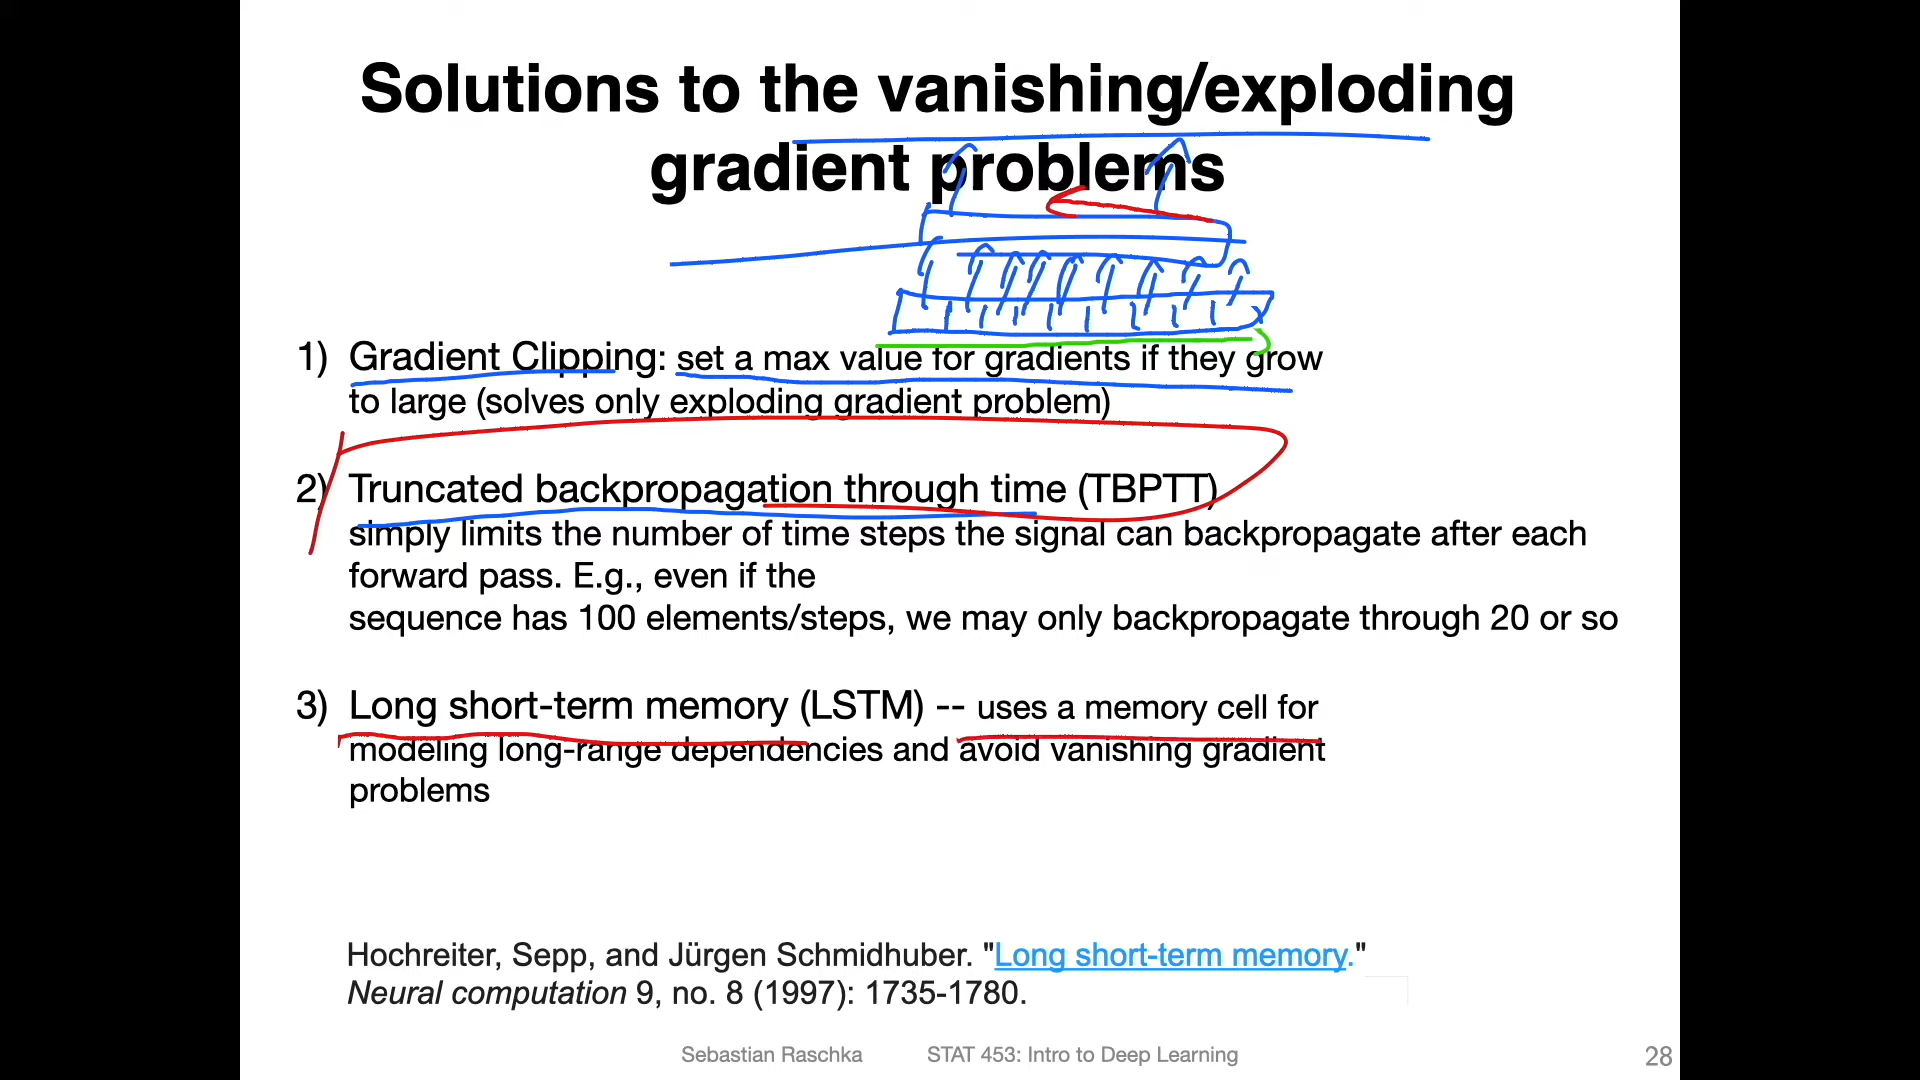 Solutions to the vanishing/exploding
gradient problems
1) Gradient Clipping: set a max value for gradients if they grow
to large (solves only exploding gradient problem)
2) Truncated backpropagation through time (TBPTT)
simply limits the number of time steps the signal can backpropagate after each
forward pass. E.g., even if the
sequence has 100 elements/steps, we may only backpropagate through 20 or so
3) Long short-term memory (LSTM) -- uses a memory cell for
modeling long-range dependencies and avoid vanishing gradient
problems
Hochreiter, Sepp, and Jürgen Schmidhuber. "Long short-term memory."
Neural computation 9, no. 8 (1997): 1735-1780.
Sebastian Raschka STAT 453: Intro to Deep Learning 28